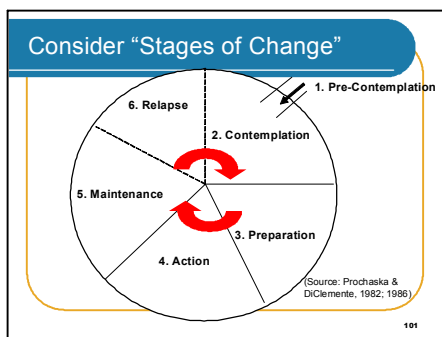 Consider “Stages of Change”
1. Pre-Contemplation
6. Relapse
2. Contemplation
5. Maintenance
3. Preparation
4. Action
(Source: Prochaska &
DiClemente, 1982; 1986)
101